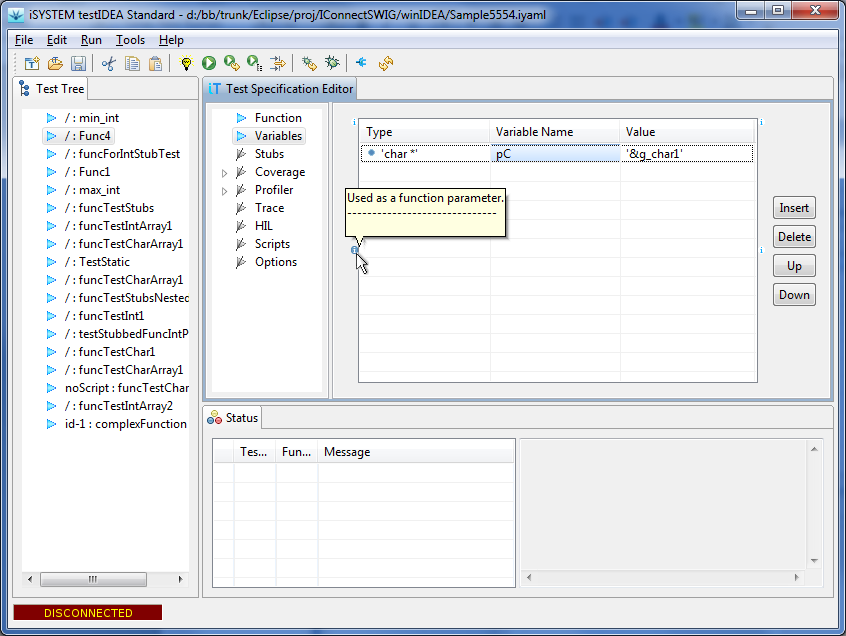 iSYSTEM testIDEA Standard - d:/bb/trunk/Eclipse/proj/IConnectSWIG/winIDEA/Sample5554.iyaml
File Edit Run Tools Help
Test Tree
/ : min_int
/ : Func4
/ : funcForIntStubTest
/ : Func1
/ : max_int
/ : funcTestStubs
/ : funcTestIntArray1
/ : funcTestCharArray1
/ : TestStatic
/ : funcTestCharArray1
/ : funcTestStubsNested
/ : funcTestInt1
/ : testStubbedFuncIntP
/ : funcTestChar1
/ : funcTestCharArray1
noScript : funcTestChar
/ : funcTestIntArray2
id-1 : complexFunction
iT Test Specification Editor
Function
Variables
Stubs
Coverage
Profiler
Trace
HIL
Scripts
Options
Type Variable Name Value
'char *' pC '&g_char1'
Used as a function parameter.
------------------------------
Insert
Delete
Up
Down
Status
Tes... Fun... Message
DISCONNECTED